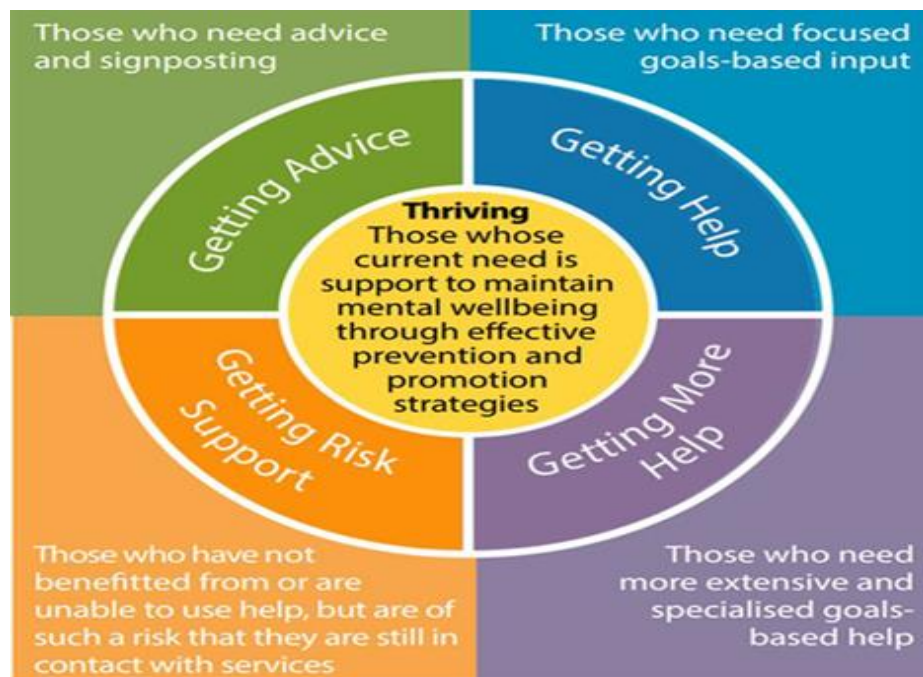 Those who need advice
and signposting
Those who need focused
goals-based input
Getting Advice
Getting Help
Thriving
Those whose
current need is
support to maintain
mental wellbeing
through effective
prevention and
promotion
strategies
Getting Risk
Support
Getting More
Help
Those who have not
benefitted from or are
unable to use help, but are of
such a risk that they are still in
contact with services
Those who need
more extensive and
specialised goals-
based help